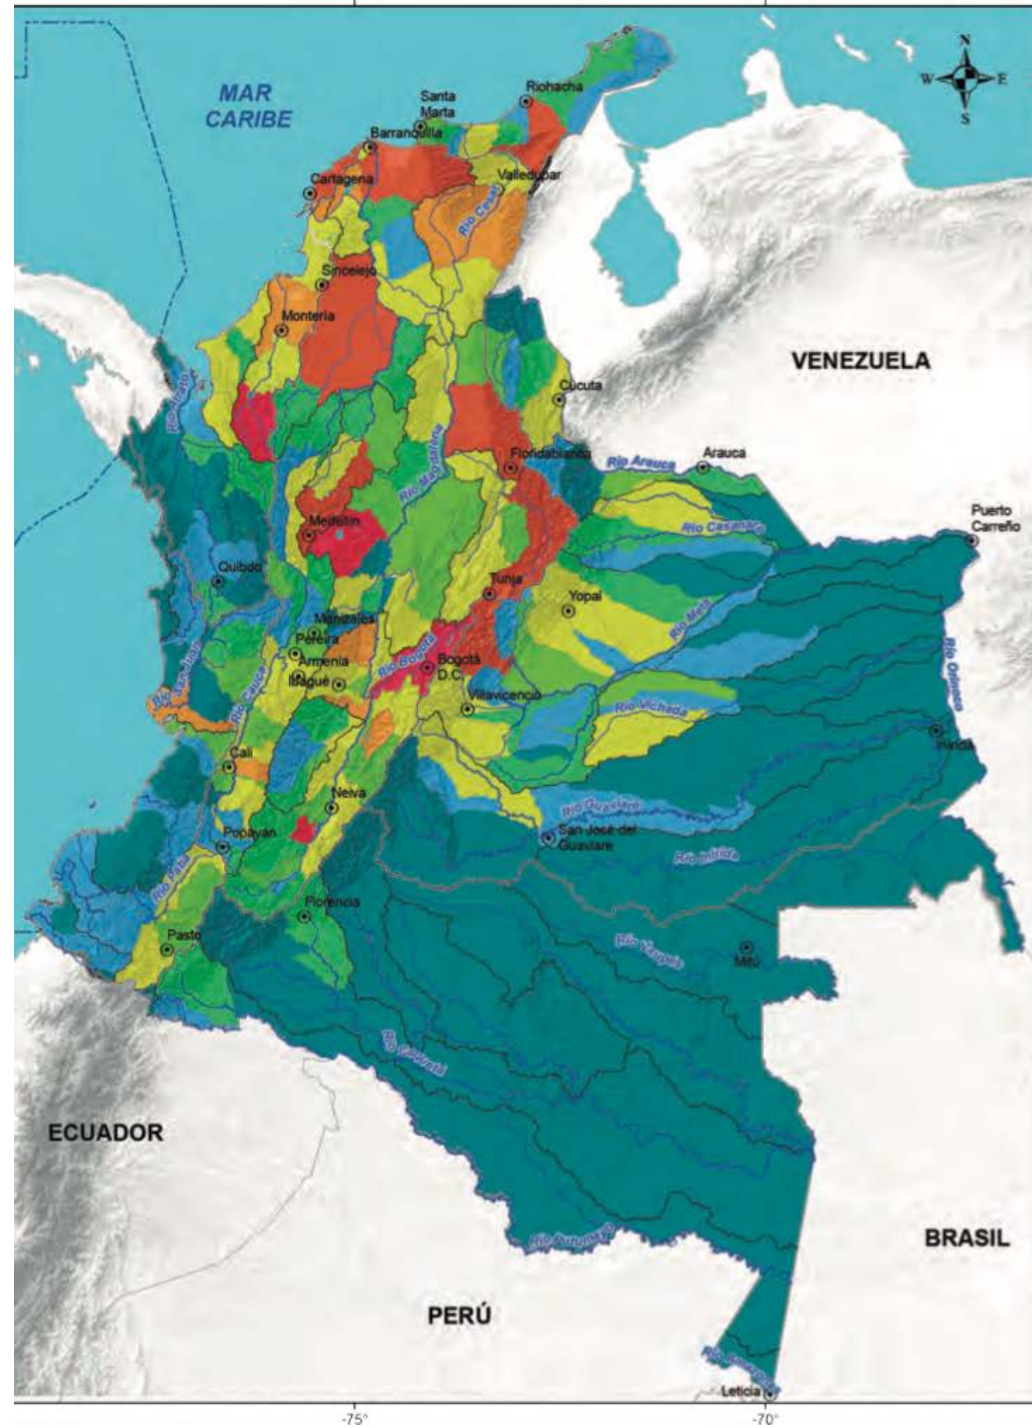 N
W E
S
MAR
CARIBE
Riohacha
Santa
Marta
Barranquilla
Valledupar
Cartagena
Río Cesar
Sincelejo
Montería
VENEZUELA
Río Atrato
Cúcuta
Río Magdalena
Floridablanca
Río Arauca
Arauca
Puerto
Carreño
Río Casanare
Medellín
Quibdo
Tunja
Yopal
Río Meta
Manizales
Pereira
Río Bogotá
Bogotá
D.C.
Armenia
Ibagué
Río Cauca
Río Orinoco
Villavicencio
Río Vichada
Inírida
Cali
Neiva
Río Guaviare
San José del
Guaviare
Popayán
Río Inírida
Río Patía
Florencia
Pasto
Río Vaupés
Mitú
Río Caquetá
ECUADOR
Río Putumayo
BRASIL
PERÚ
Leticia
-75°
-70°